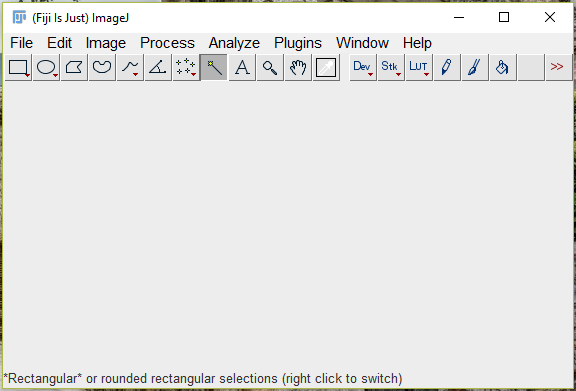 (Fiji Is Just) ImageJ
File Edit Image Process Analyze Plugins Window Help
A Dev Stk LUT >>
*Rectangular* or rounded rectangular selections (right click to switch)